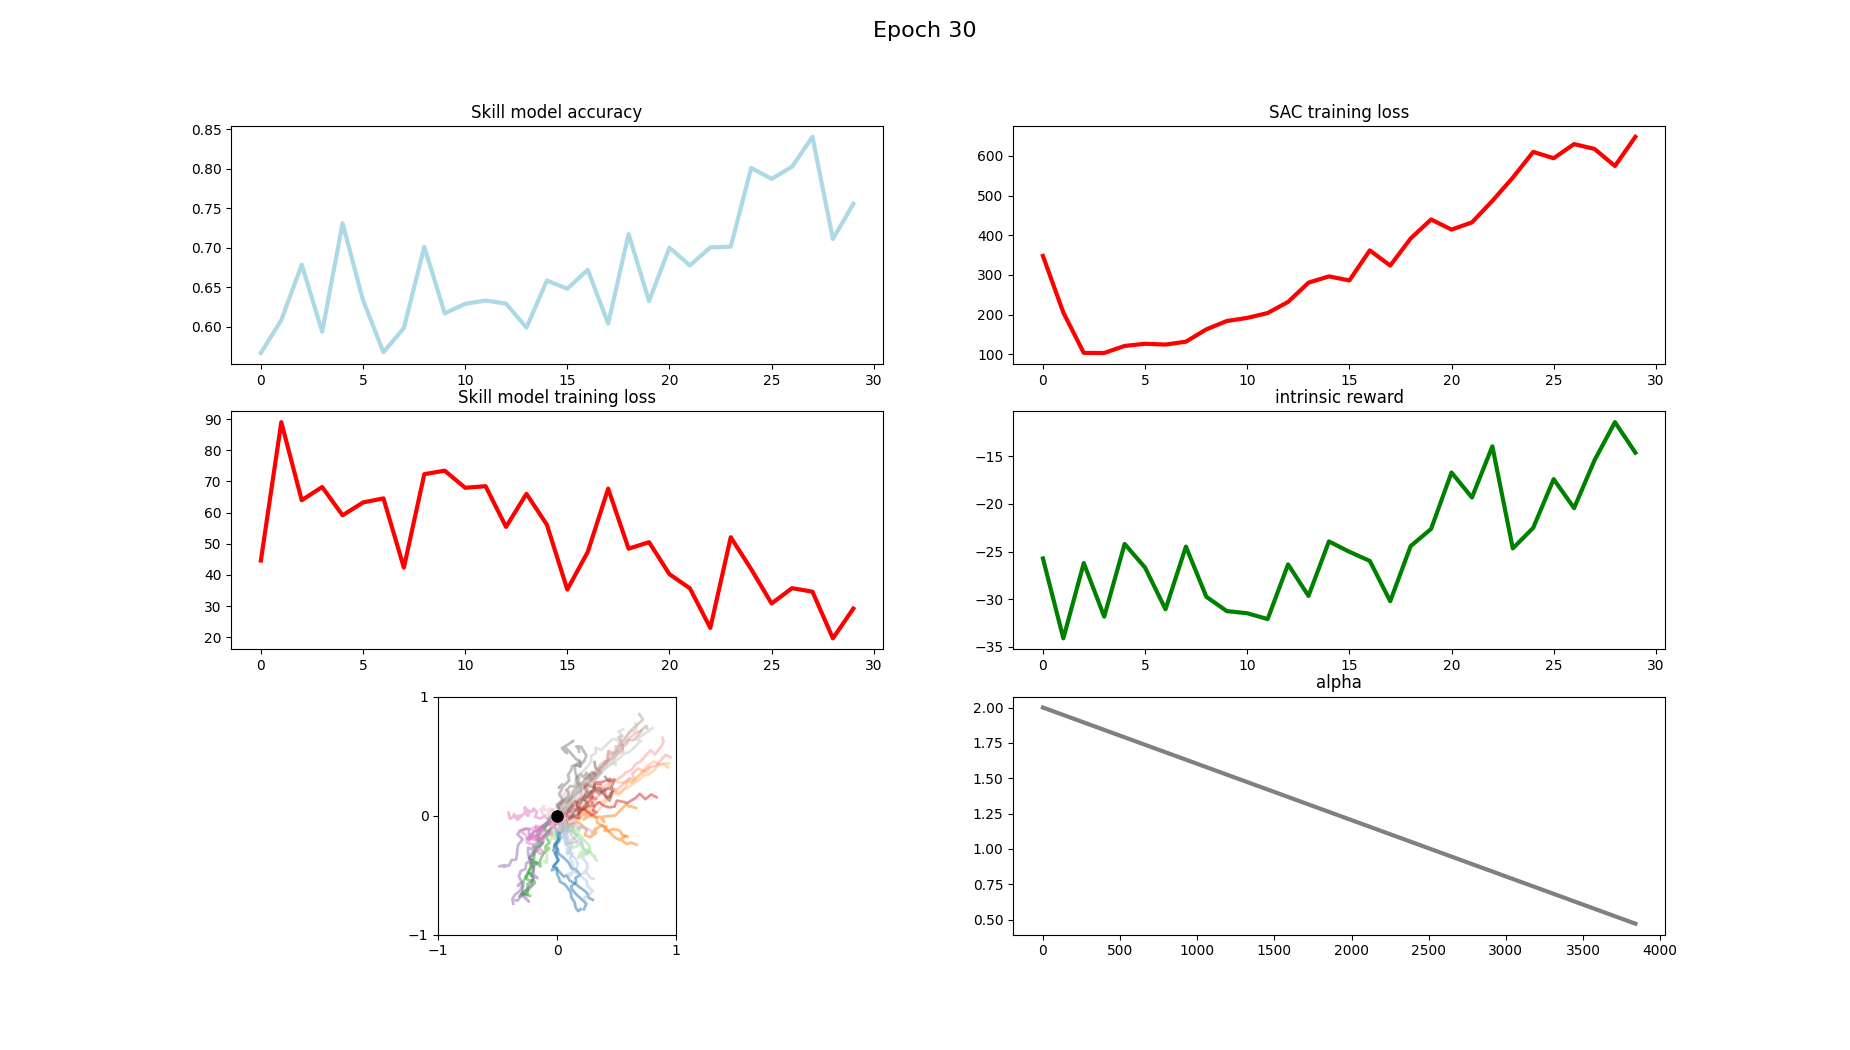 Epoch 30
Skill model accuracy
0.85
0.80
0.75
0.70
0.65
0.60
0 5 10 15 20 25 30
SAC training loss
600
500
400
300
200
100
0 5 10 15 20 25 30
Skill model training loss
90
80
70
60
50
40
30
20
0 5 10 15 20 25 30
intrinsic reward
−15
−20
−25
−30
−35
0 5 10 15 20 25 30
1
0
−1
−1 0 1
alpha
2.00
1.75
1.50
1.25
1.00
0.75
0.50
0 500 1000 1500 2000 2500 3000 3500 4000